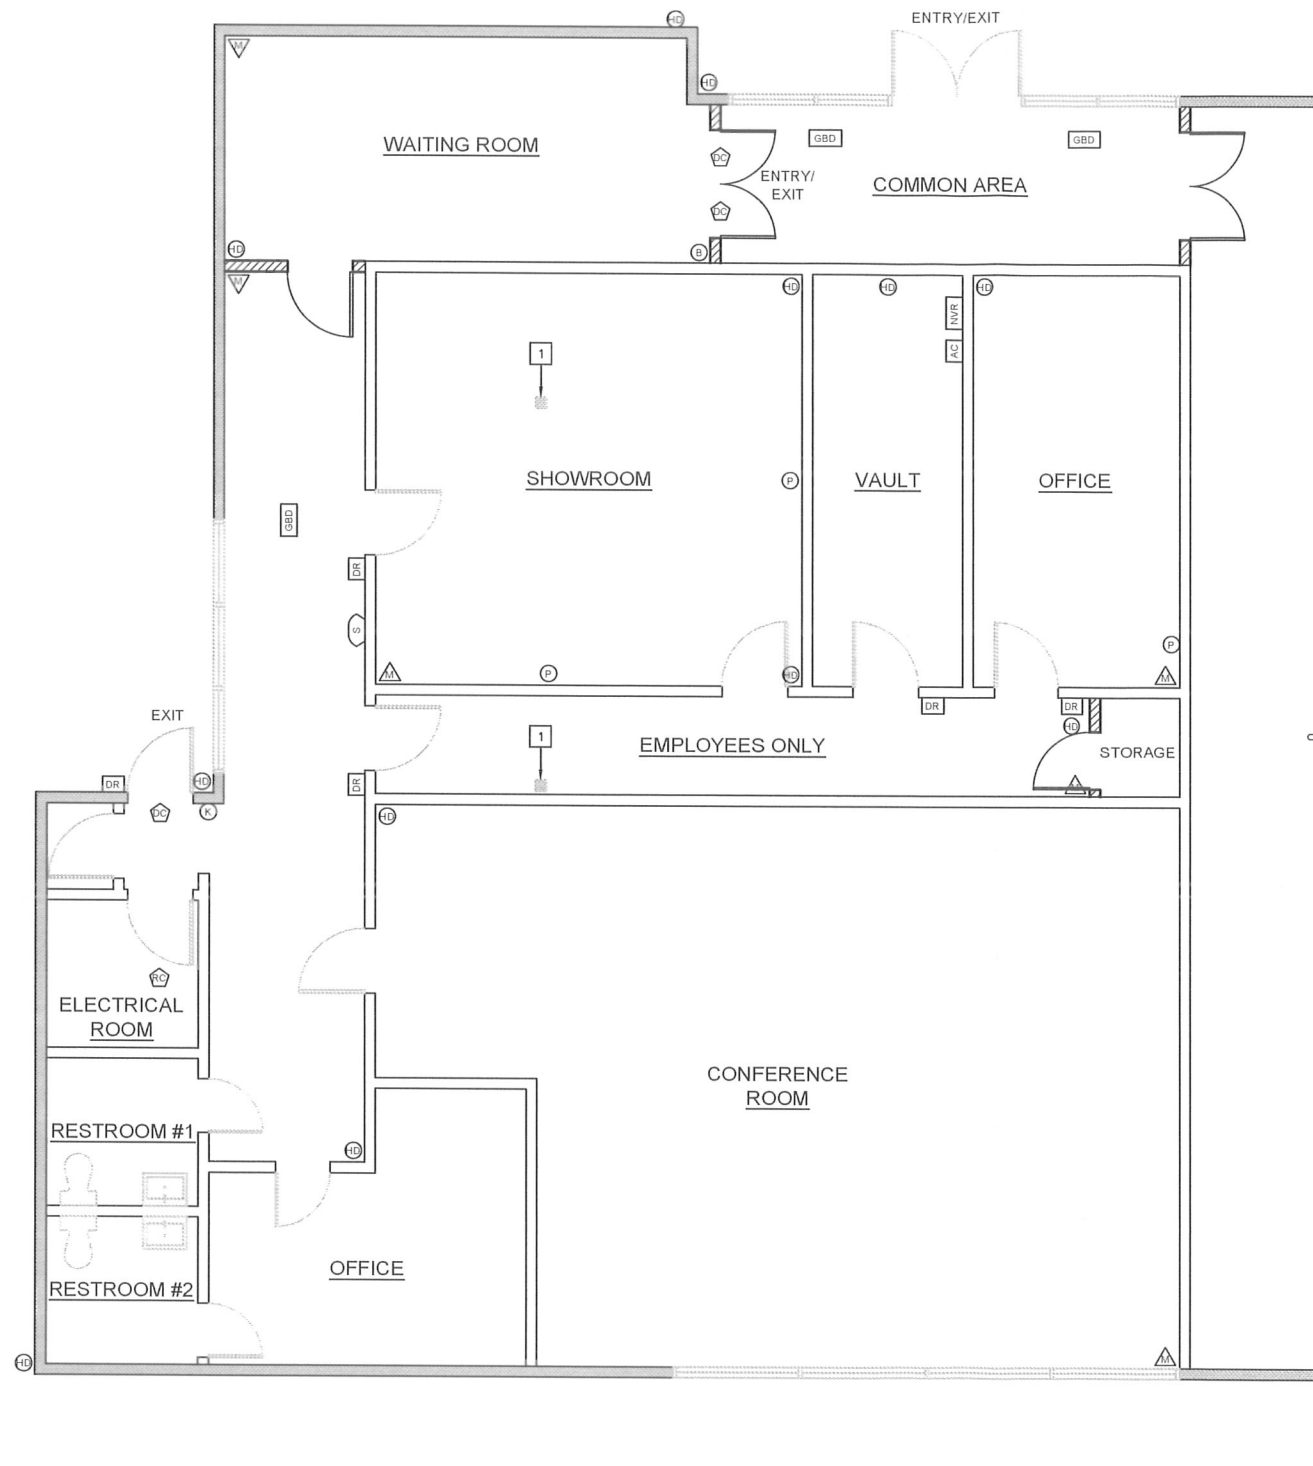 ENTRY/EXIT
HD
M
HD
GBD
GBD
WAITING ROOM
DC
ENTRY/
EXIT
COMMON AREA
DC
HD
B
M
HD
HD
HD
NVR
1
AC
SHOWROOM
P
VAULT
OFFICE
GBD
DR
S
P
M
P
HD
M
EXIT
DR
DR
HD
1
EMPLOYEES ONLY
STORAGE
DR
HD
DR
DC
K
HD
RC
ELECTRICAL
ROOM
CONFERENCE
ROOM
RESTROOM #1
HD
OFFICE
RESTROOM #2
HD
M